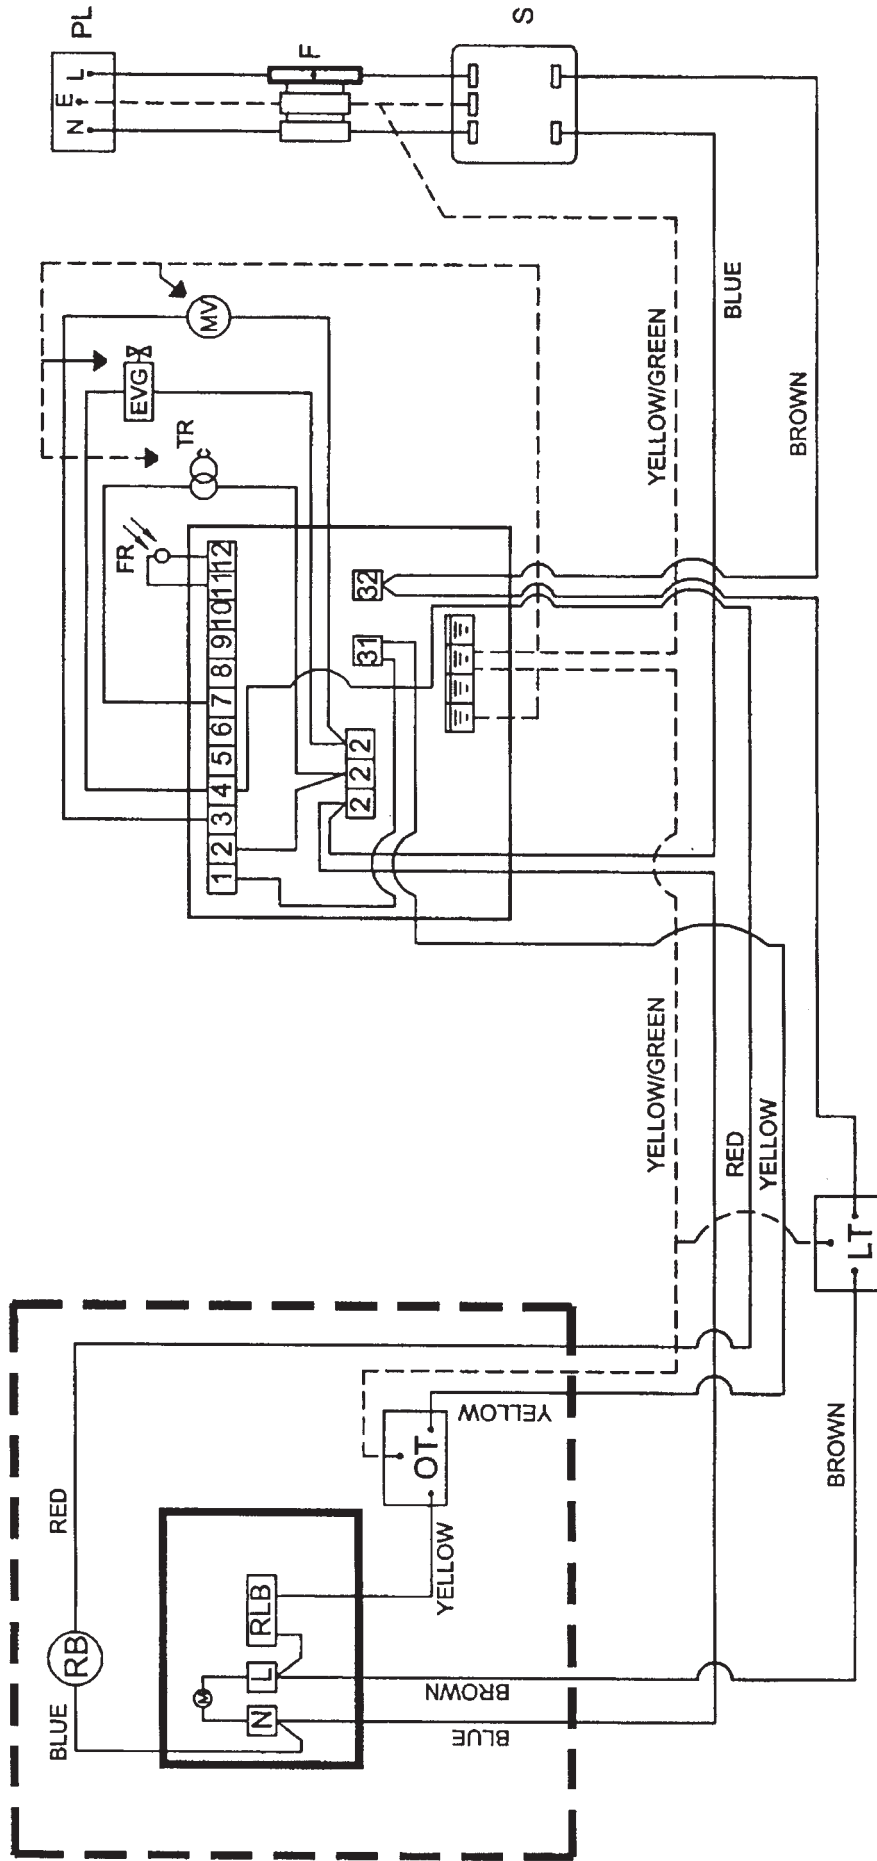 PL
N E L
F
S
MV
EVG
TR
FR
1 2 3 4 5 6 7 8 9 10 11 12
31
32
2 2 2
YELLOW/GREEN
BLUE
BROWN
YELLOW/GREEN
RED
YELLOW
LT
BROWN
RED
RB
BLUE
M
N
L
RLB
OT
YELLOW
YELLOW
BROWN
BLUE